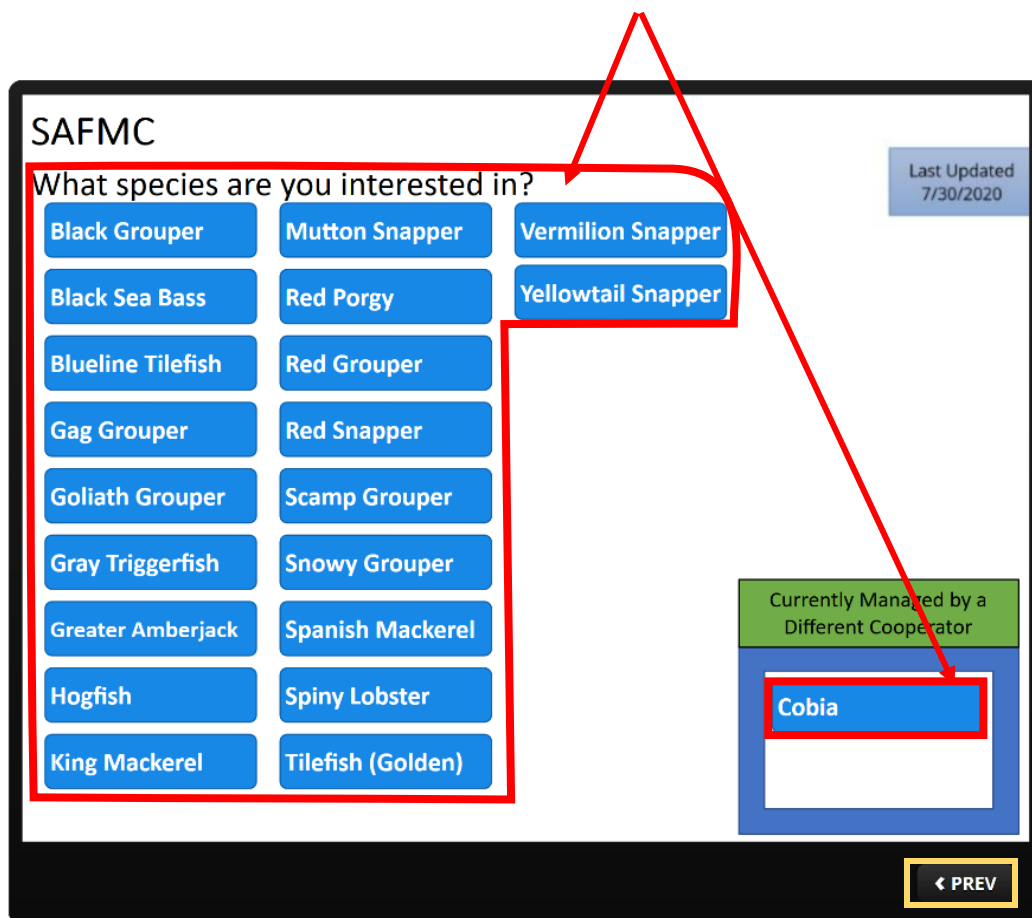 SAFMC
Last Updated
7/30/2020
What species are you interested in?
Black Grouper
Black Sea Bass
Blueline Tilefish
Gag Grouper
Goliath Grouper
Gray Triggerfish
Greater Amberjack
Hogfish
King Mackerel
Mutton Snapper
Red Porgy
Red Grouper
Red Snapper
Scamp Grouper
Snowy Grouper
Spanish Mackerel
Spiny Lobster
Tilefish (Golden)
Vermilion Snapper
Yellowtail Snapper
Currently Managed by a
Different Cooperator
Cobia
PREV